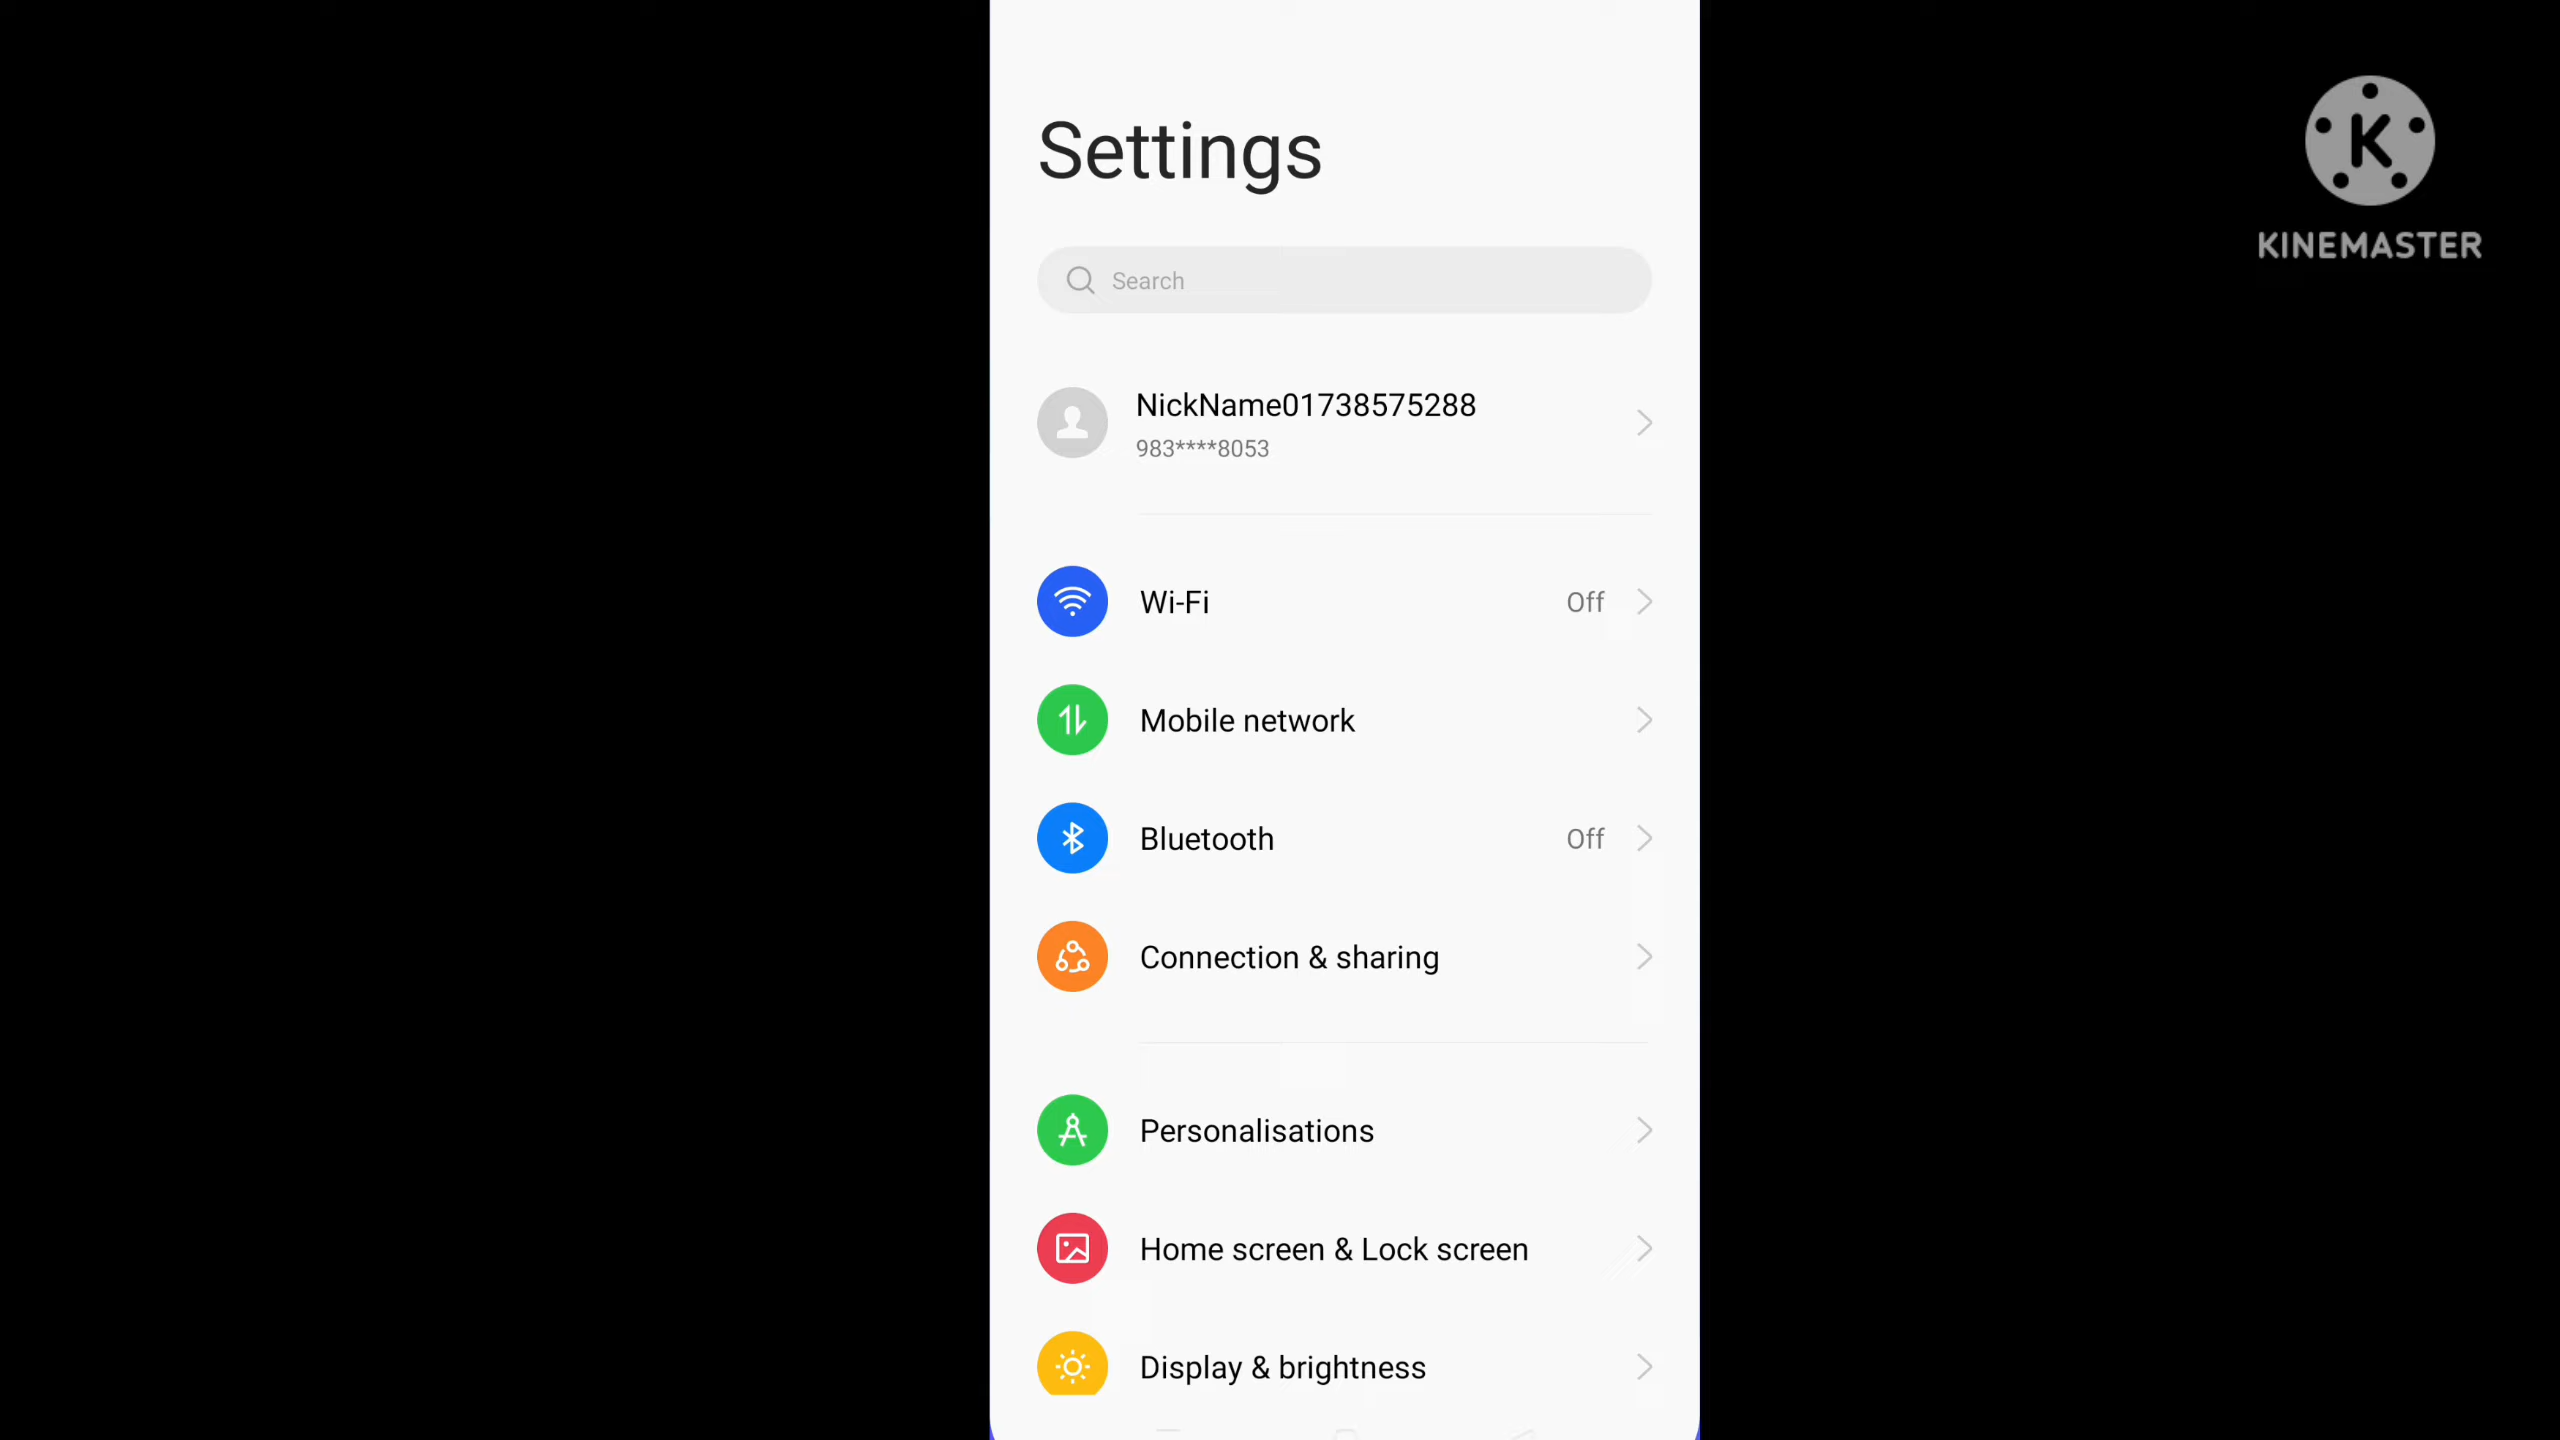 Settings
K
KINEMASTER
Search
NickName01738575288
983****8053
Wi-Fi Off
Mobile network
Bluetooth Off
Connection & sharing
Personalisations
Home screen & Lock screen
Display & brightness